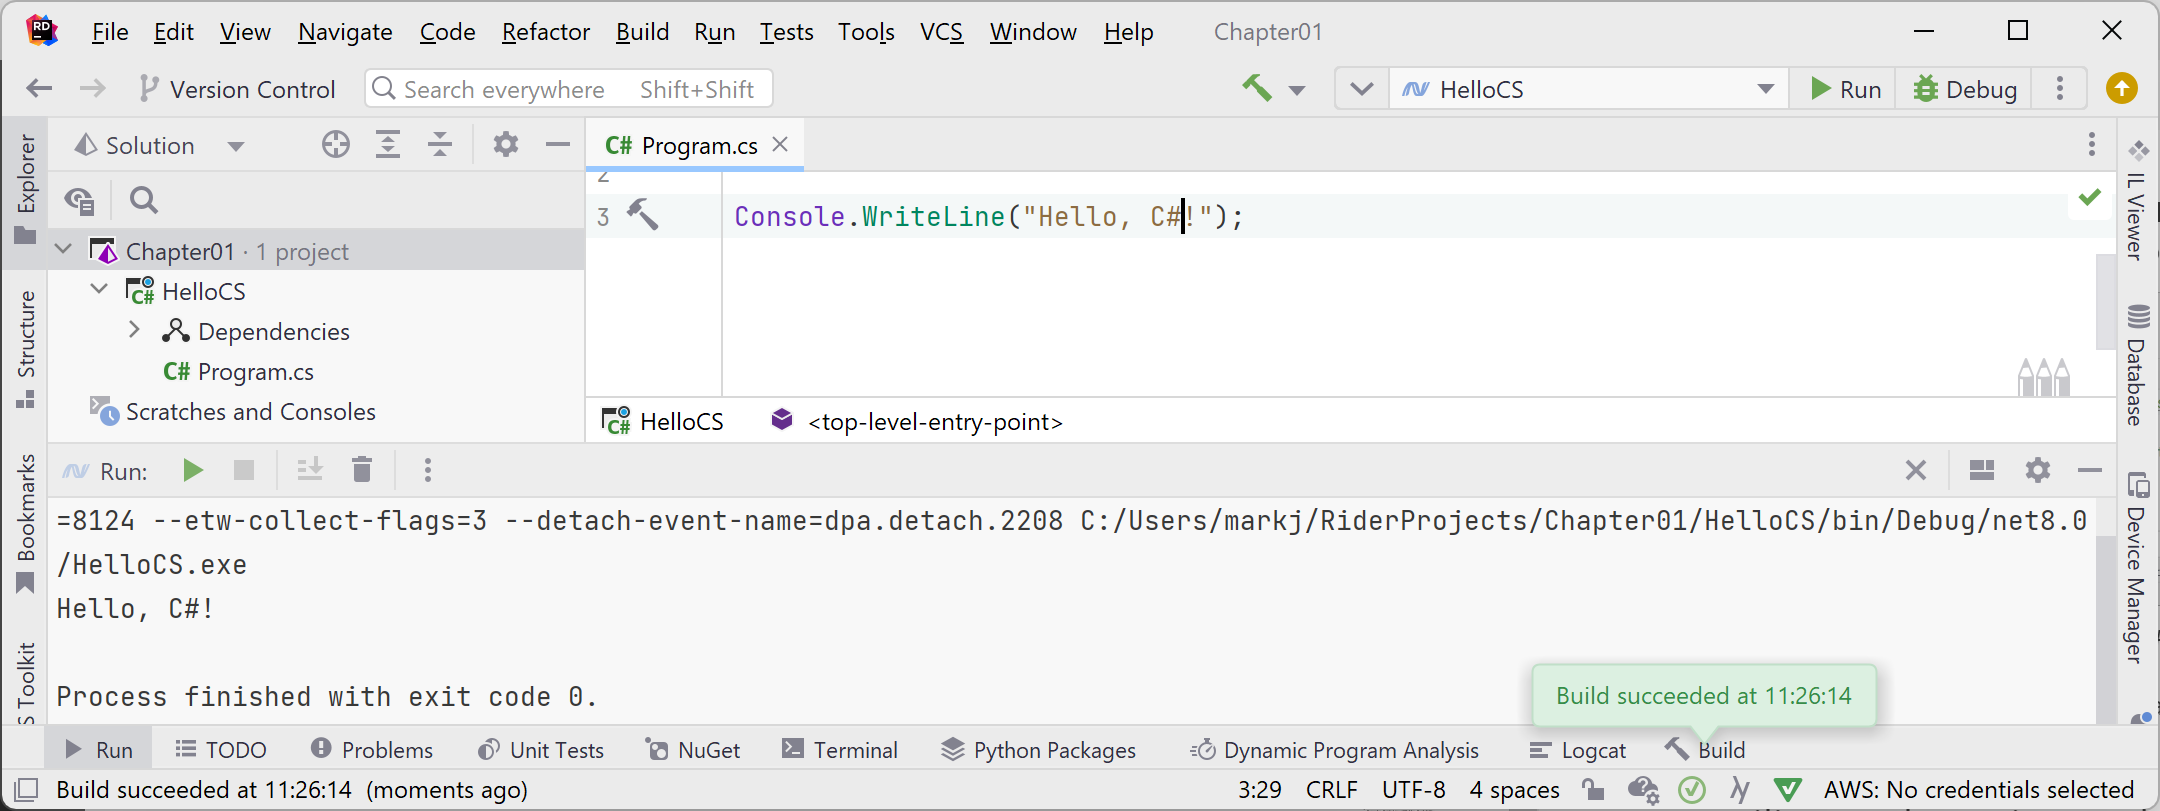 File Edit View Navigate Code Refactor Build Run Tests Tools VCS Window Help Chapter01
Version Control Search everywhere Shift+Shift HelloCS Run Debug
Explorer
Structure
Bookmarks
S Toolkit
Solution
Chapter01 · 1 project
HelloCS
Dependencies
C# Program.cs
Scratches and Consoles
C# Program.cs
2
3 Console.WriteLine("Hello, C#!");
HelloCS <top-level-entry-point>
IL Viewer
Database
Device Manager
Run:
=8124 --etw-collect-flags=3 --detach-event-name=dpa.detach.2208 C:/Users/markj/RiderProjects/Chapter01/HelloCS/bin/Debug/net8.0
/HelloCS.exe
Hello, C#!
Process finished with exit code 0.
Build succeeded at 11:26:14
Run TODO Problems Unit Tests NuGet Terminal Python Packages Dynamic Program Analysis Logcat Build
Build succeeded at 11:26:14 (moments ago) 3:29 CRLF UTF-8 4 spaces AWS: No credentials selected